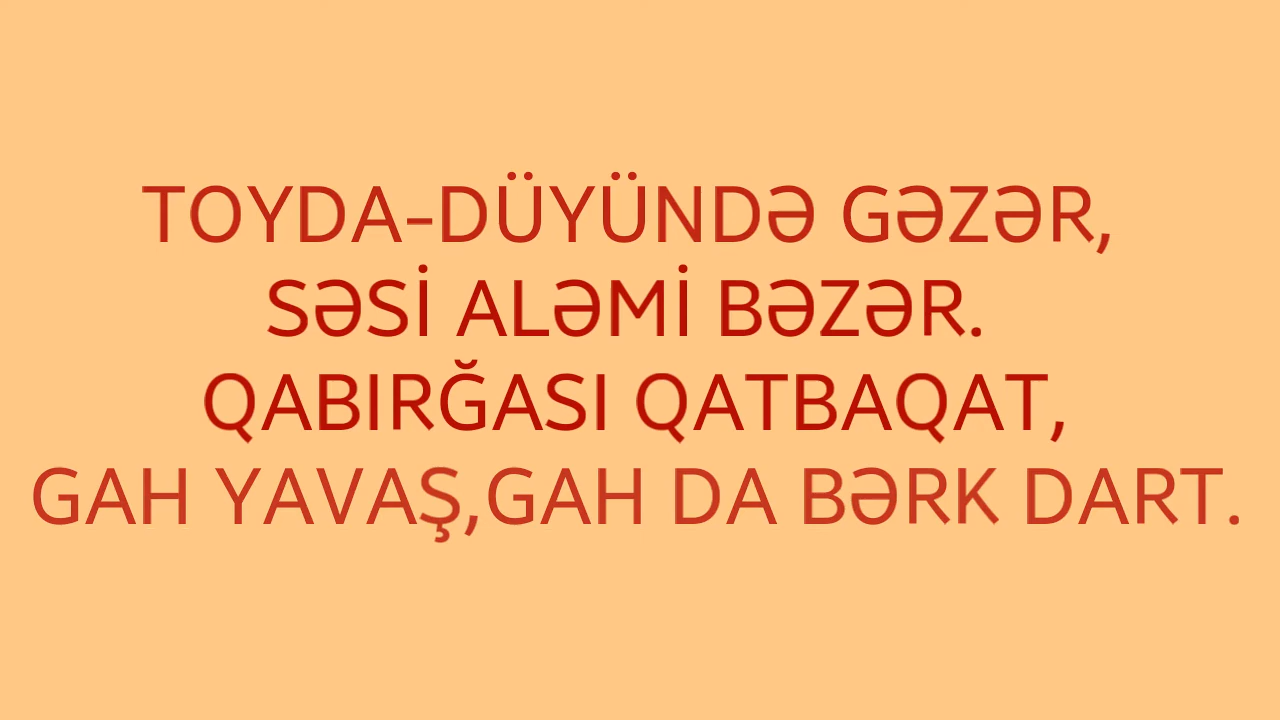 TOYDA-DÜYÜNDƏ GƏZƏR,
SƏSİ ALƏMİ BƏZƏR.
QABIRĞASI QATBAQAT,
GAH YAVAŞ,GAH DA BƏRK DART.